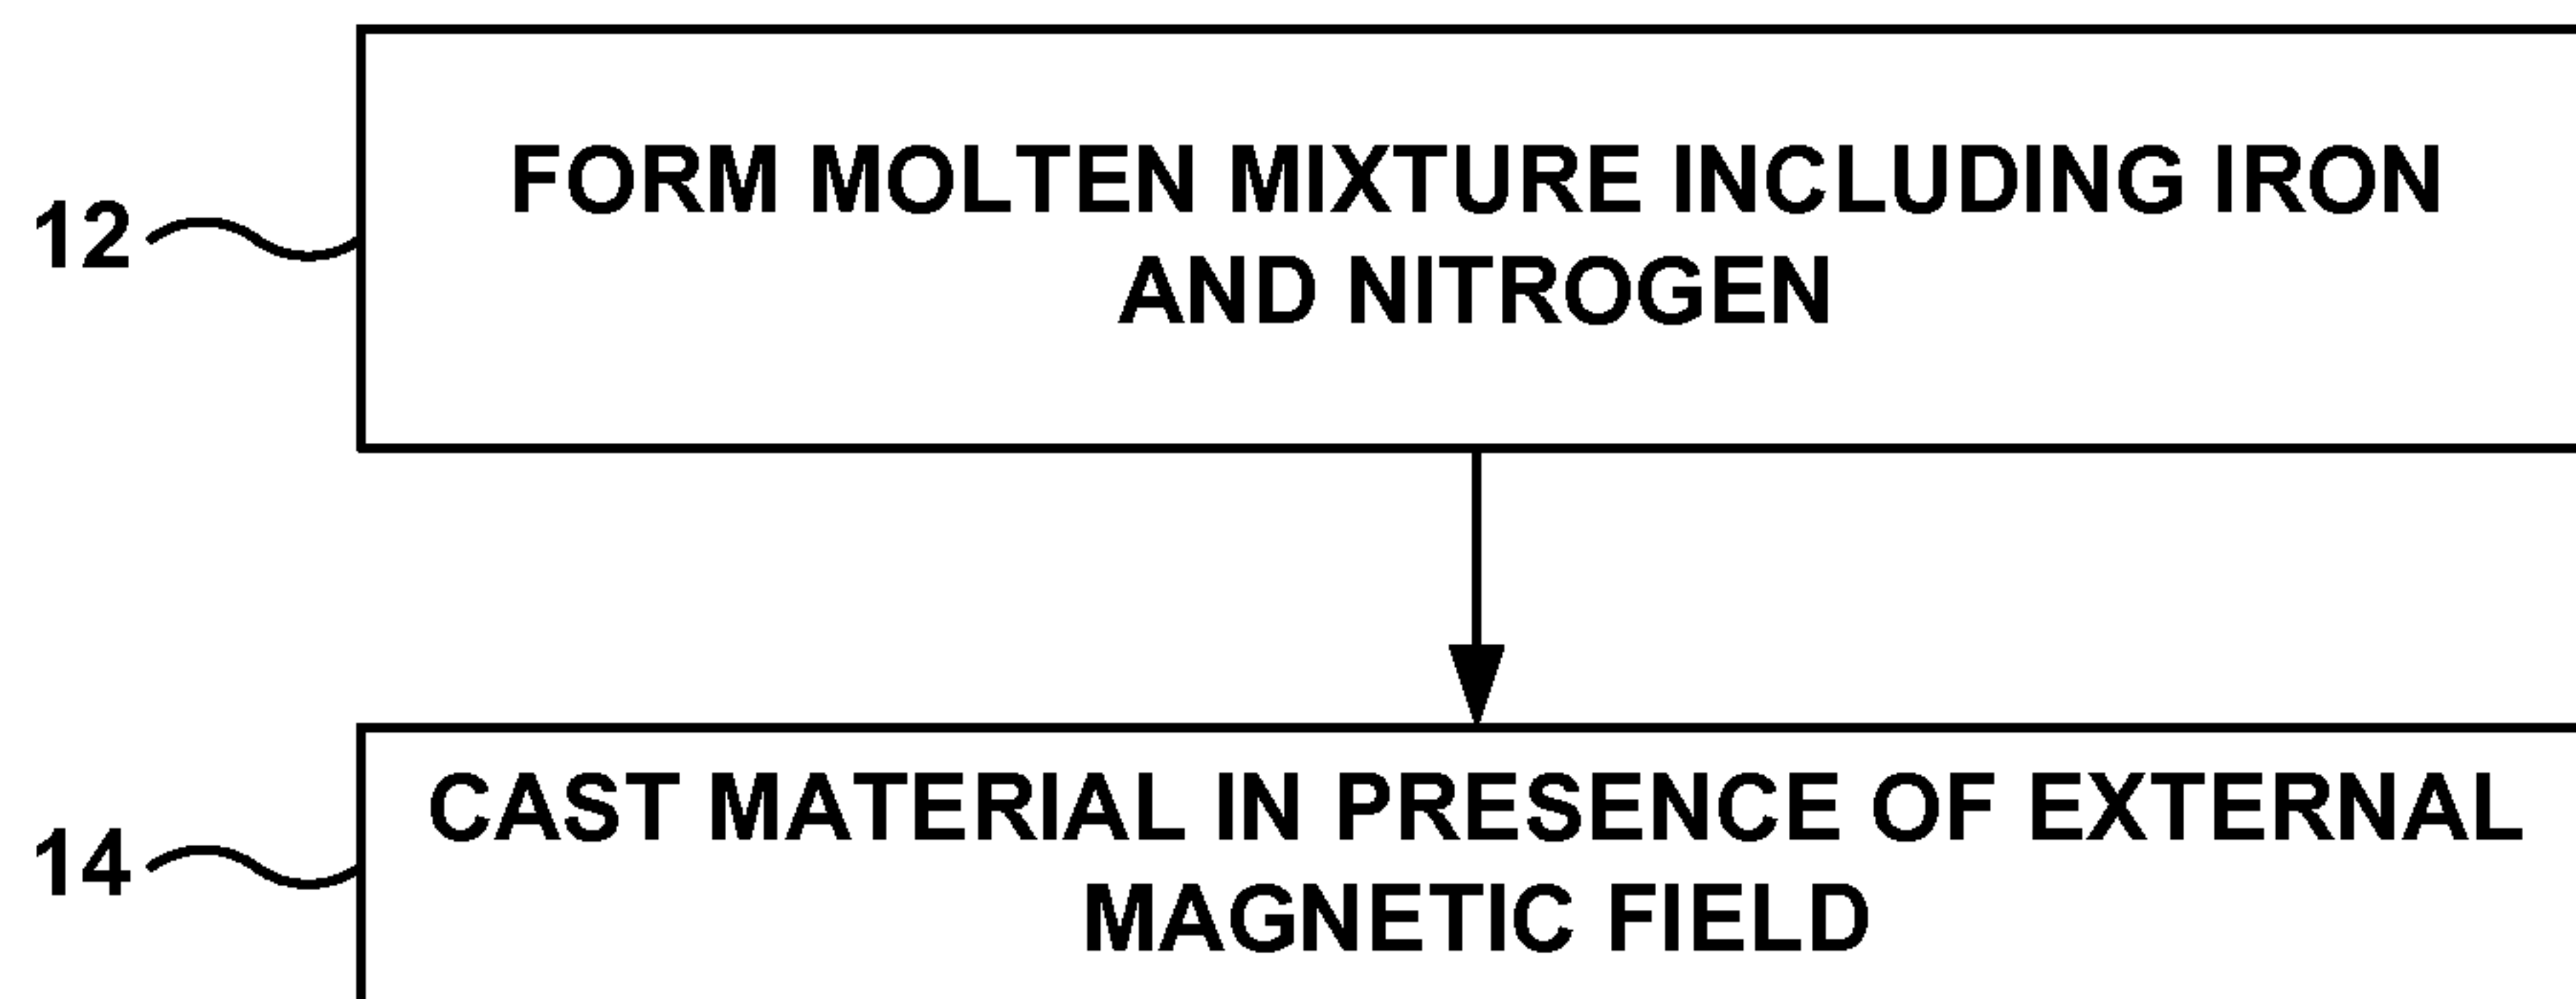 FORM MOLTEN MIXTURE INCLUDING IRON
12
AND NITROGEN
CAST MATERIAL IN PRESENCE OF EXTERNAL
14
MAGNETIC FIELD